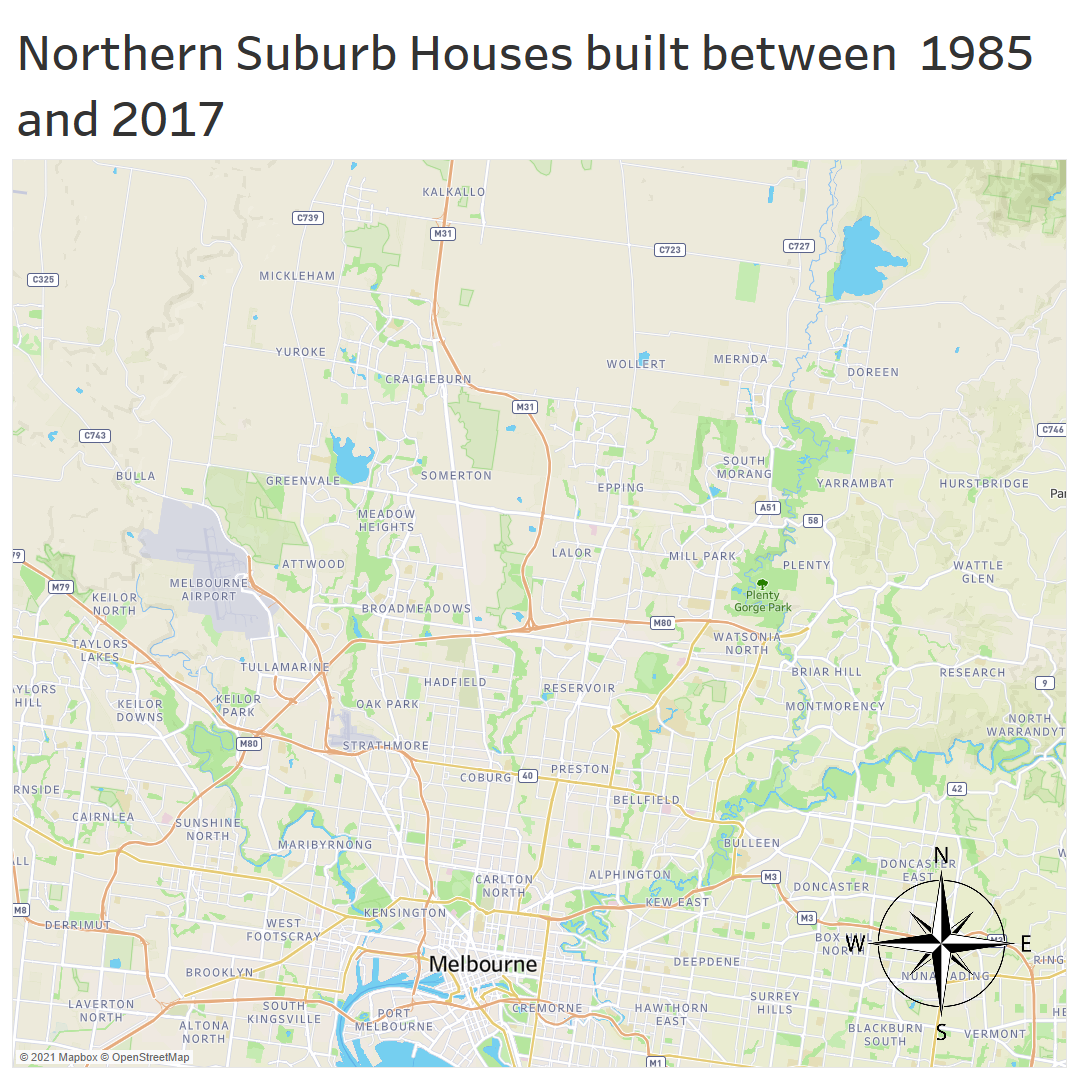 Northern Suburb Houses built between 1985
and 2017
KALKALLO
C739
M31
C723
C727
C325
MICKLEHAM
YUROKE
WOLLERT
MERNDA
DOREEN
CRAIGIEBURN
M31
C743
C746
BULLA
GREENVALE
SOMERTON
EPPING
SOUTH
MORANG
YARRAMBAT
HURSTBRIDGE
Par
A51
58
MEADOW
HEIGHTS
79
ATTWOOD
LALOR
MILL PARK
PLENTY
WATTLE
GLEN
M79
MELBOURNE
AIRPORT
KEILOR
NORTH
BROADMEADOWS
Plenty
Gorge Park
M80
TAYLORS
LAKES
WATSONIA
NORTH
TULLAMARINE
BRIAR HILL
RESEARCH
9
HADFIELD
RESERVOIR
AYLORS
HILL
KEILOR
DOWNS
KEILOR
PARK
OAK PARK
MONTMORENCY
NORTH
WARRANDYT
M80
STRATHMORE
COBURG
40
PRESTON
RNSIDE
BELLFIELD
42
CAIRNLEA
SUNSHINE
NORTH
MARIBYRNONG
BULLEEN
N
W
ALL
CARLTON
NORTH
ALPHINGTON
M3
DONCASTER
DONCASTER
EAST
M8
KENSINGTON
KEW EAST
M3
DERRIMUT
WEST
FOOTSCRAY
BOX HILL
NORTH
W
E
Melbourne
DEEPDENE
RING
BROOKLYN
NUNAWADING
LAVERTON
NORTH
SOUTH
KINGSVILLE
PORT
MELBOURNE
CREMORNE
HAWTHORN
EAST
SURREY
HILLS
HE
ALTONA
NORTH
BLACKBURN
SOUTH
S
VERMONT
© 2021 Mapbox © OpenStreetMap
M1